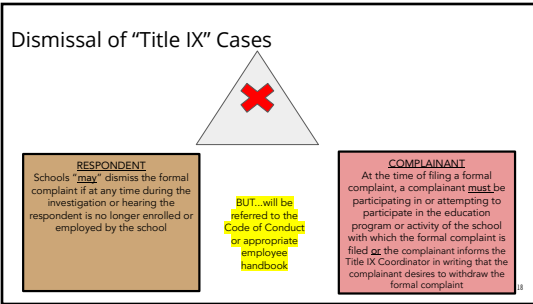 Dismissal of “Title IX” Cases
RESPONDENT
Schools “may” dismiss the formal
complaint if at any time during the
investigation or hearing the
respondent is no longer enrolled or
employed by the school
BUT...will be
referred to the
Code of Conduct
or appropriate
employee
handbook
COMPLAINANT
At the time of filing a formal
complaint, a complainant must be
participating in or attempting to
participate in the education
program or activity of the school
with which the formal complaint is
filed or the complainant informs the
Title IX Coordinator in writing that the
complainant desires to withdraw the
formal complaint
18